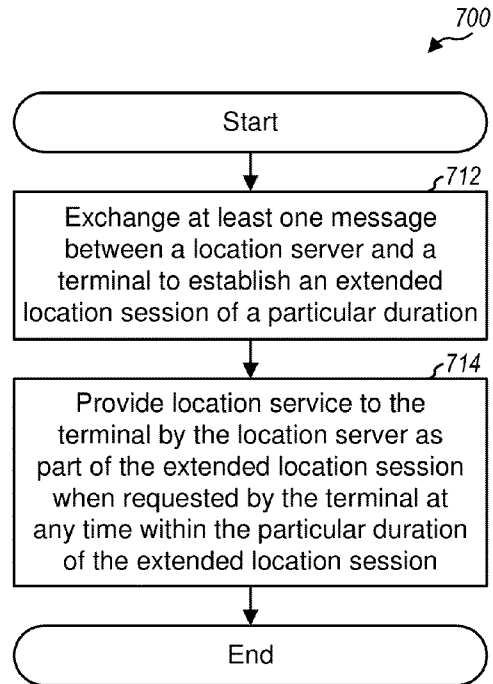 700
Start
712
Exchange at least one message
between a location server and a
terminal to establish an extended
location session of a particular duration
714
Provide location service to the
terminal by the location server as
part of the extended location session
when requested by the terminal at
any time within the particular duration
of the extended location session
End